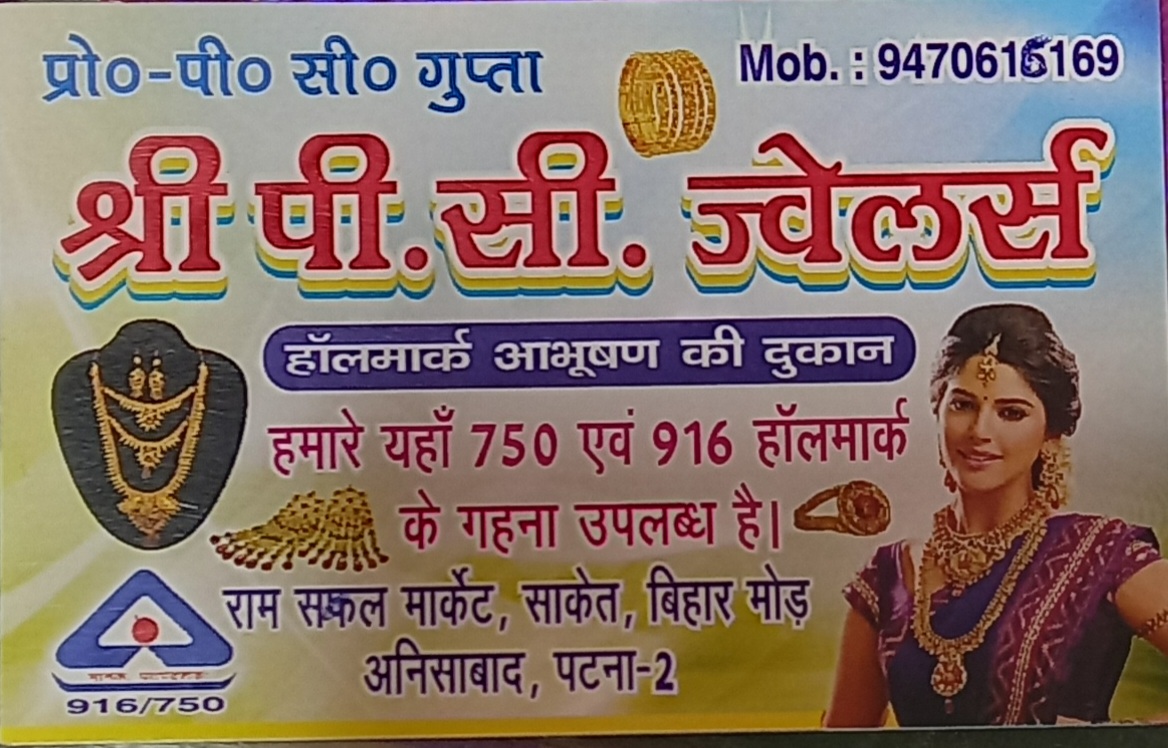 प्रो०-पी० सी० गुप्ता
Mob. : 9470616169
श्री पी.सी. ज्वेलर्स
हॉलमार्क आभूषण की दुकान
हमारे यहाँ 750 एवं 916 हॉलमार्क
के गहना उपलब्ध है।
राम सकल मार्केट, साकेत, बिहार मोड़
अनिसाबाद, पटना-2
916/750